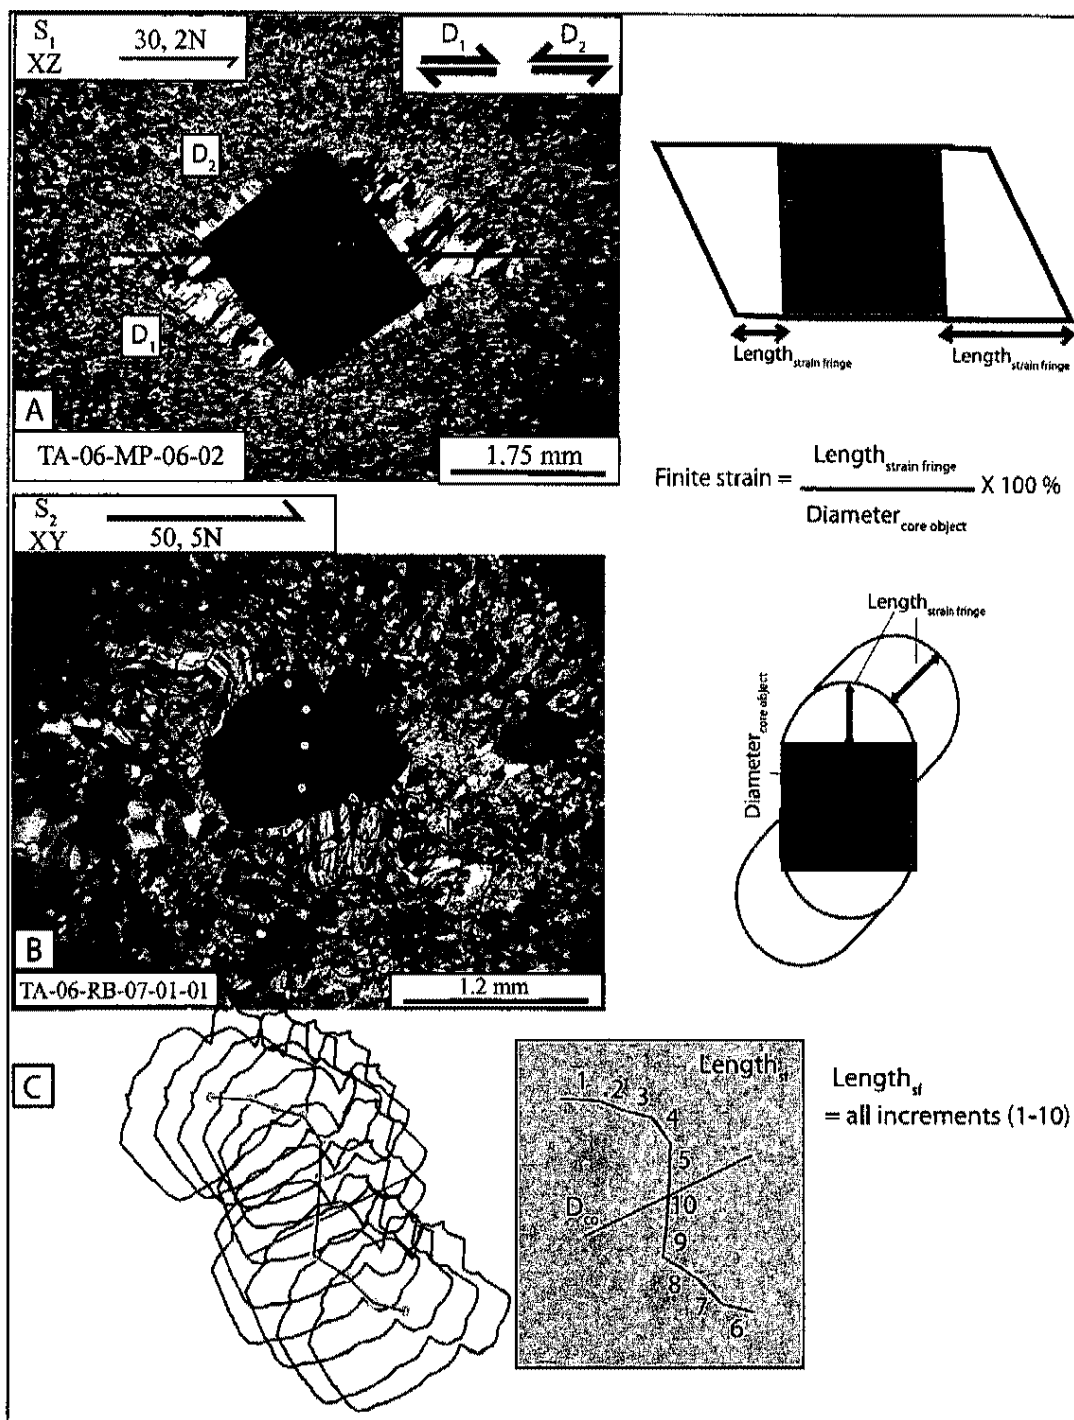 S1
XZ
30, 2N
D1 D2
D2
D1
A
TA-06-MP-06-02
1.75 mm
Length strain fringe
Length strain fringe
Finite strain = Length strain fringe / Diameter core object X 100 %
S2
XY
50, 5N
B
TA-06-RB-07-01-01
1.2 mm
Length strain fringe
Diameter core object
C
Length sf
1
2
3
4
5
10
D co
9
8
7
6
Length sf
= all increments (1-10)